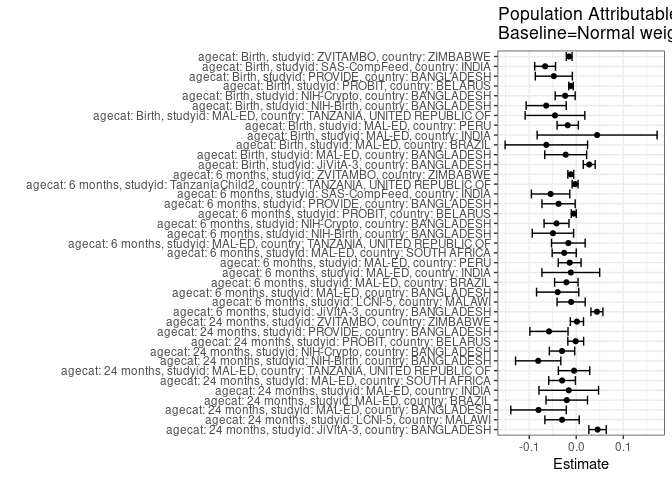 Population Attributable
Baseline=Normal weig
agecat: Birth, studyid: ZVITAMBO, country: ZIMBABWE
agecat: Birth, studyid: SAS-CompFeed, country: INDIA
agecat: Birth, studyid: PROVIDE, country: BANGLADESH
agecat: Birth, studyid: PROBIT, country: BELARUS
agecat: Birth, studyid: NIH-Crypto, country: BANGLADESH
agecat: Birth, studyid: NIH-Birth, country: BANGLADESH
agecat: Birth, studyid: MAL-ED, country: TANZANIA, UNITED REPUBLIC OF
agecat: Birth, studyid: MAL-ED, country: PERU
agecat: Birth, studyid: MAL-ED, country: INDIA
agecat: Birth, studyid: MAL-ED, country: BRAZIL
agecat: Birth, studyid: MAL-ED, country: BANGLADESH
agecat: Birth, studyid: JiVitA-3, country: BANGLADESH
agecat: 6 months, studyid: ZVITAMBO, country: ZIMBABWE
agecat: 6 months, studyid: TanzaniaChild2, country: TANZANIA, UNITED REPUBLIC OF
agecat: 6 months, studyid: SAS-CompFeed, country: INDIA
agecat: 6 months, studyid: PROVIDE, country: BANGLADESH
agecat: 6 months, studyid: PROBIT, country: BELARUS
agecat: 6 months, studyid: NIH-Crypto, country: BANGLADESH
agecat: 6 months, studyid: NIH-Birth, country: BANGLADESH
agecat: 6 months, studyid: MAL-ED, country: TANZANIA, UNITED REPUBLIC OF
agecat: 6 months, studyid: MAL-ED, country: SOUTH AFRICA
agecat: 6 months, studyid: MAL-ED, country: PERU
agecat: 6 months, studyid: MAL-ED, country: INDIA
agecat: 6 months, studyid: MAL-ED, country: BRAZIL
agecat: 6 months, studyid: MAL-ED, country: BANGLADESH
agecat: 6 months, studyid: LCNI-5, country: MALAWI
agecat: 6 months, studyid: JiVitA-3, country: BANGLADESH
agecat: 24 months, studyid: ZVITAMBO, country: ZIMBABWE
agecat: 24 months, studyid: PROVIDE, country: BANGLADESH
agecat: 24 months, studyid: PROBIT, country: BELARUS
agecat: 24 months, studyid: NIH-Crypto, country: BANGLADESH
agecat: 24 months, studyid: NIH-Birth, country: BANGLADESH
agecat: 24 months, studyid: MAL-ED, country: TANZANIA, UNITED REPUBLIC OF
agecat: 24 months, studyid: MAL-ED, country: SOUTH AFRICA
agecat: 24 months, studyid: MAL-ED, country: INDIA
agecat: 24 months, studyid: MAL-ED, country: BRAZIL
agecat: 24 months, studyid: MAL-ED, country: BANGLADESH
agecat: 24 months, studyid: LCNI-5, country: MALAWI
agecat: 24 months, studyid: JiVitA-3, country: BANGLADESH
-0.1 0.0 0.1
Estimate